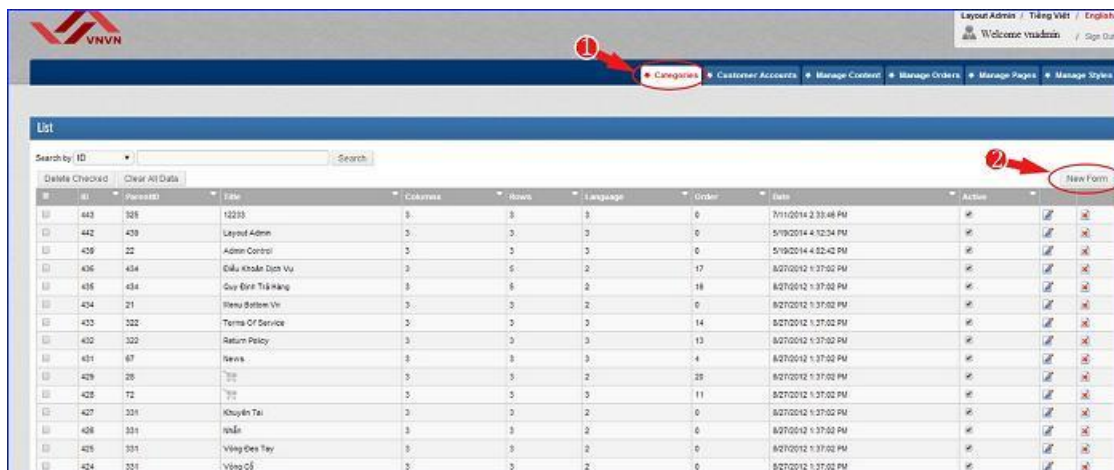 Layout Admin / Tiếng Việt / English
VNVN
Welcome vnadmin / Sign Out
1
Categories Customer Accounts Manage Content Manage Orders Manage Pages Manage Styles
List
Search by ID Search
2
Delete Checked Clear All Data New Form
ID ParentID Title Columns Rows Language Order Date Active
443 325 12233 3 3 3 0 7/11/2014 2:33:46 PM
442 439 Layout Admin 3 3 3 0 5/19/2014 4:12:34 PM
439 22 Admin Control 3 3 3 0 5/19/2014 4:02:42 PM
436 434 Điều Khoản Dịch Vụ 3 5 2 17 8/27/2012 1:37:02 PM
435 434 Quy Định Trả Hàng 3 5 2 16 8/27/2012 1:37:02 PM
434 21 Menu Bottom Vn 3 3 2 0 8/27/2012 1:37:02 PM
433 322 Terms Of Service 3 3 3 14 8/27/2012 1:37:02 PM
432 322 Return Policy 3 3 3 13 8/27/2012 1:37:02 PM
431 67 News 3 3 3 4 8/27/2012 1:37:02 PM
429 28 3 3 2 20 8/27/2012 1:37:02 PM
428 72 3 3 3 11 8/27/2012 1:37:02 PM
427 331 Khuyên Tai 3 3 2 0 8/27/2012 1:37:02 PM
426 331 Nhẫn 3 3 2 0 8/27/2012 1:37:02 PM
425 331 Vòng Đeo Tay 3 3 2 0 8/27/2012 1:37:02 PM
424 331 Vòng Cổ 3 3 2 0 8/27/2012 1:37:02 PM